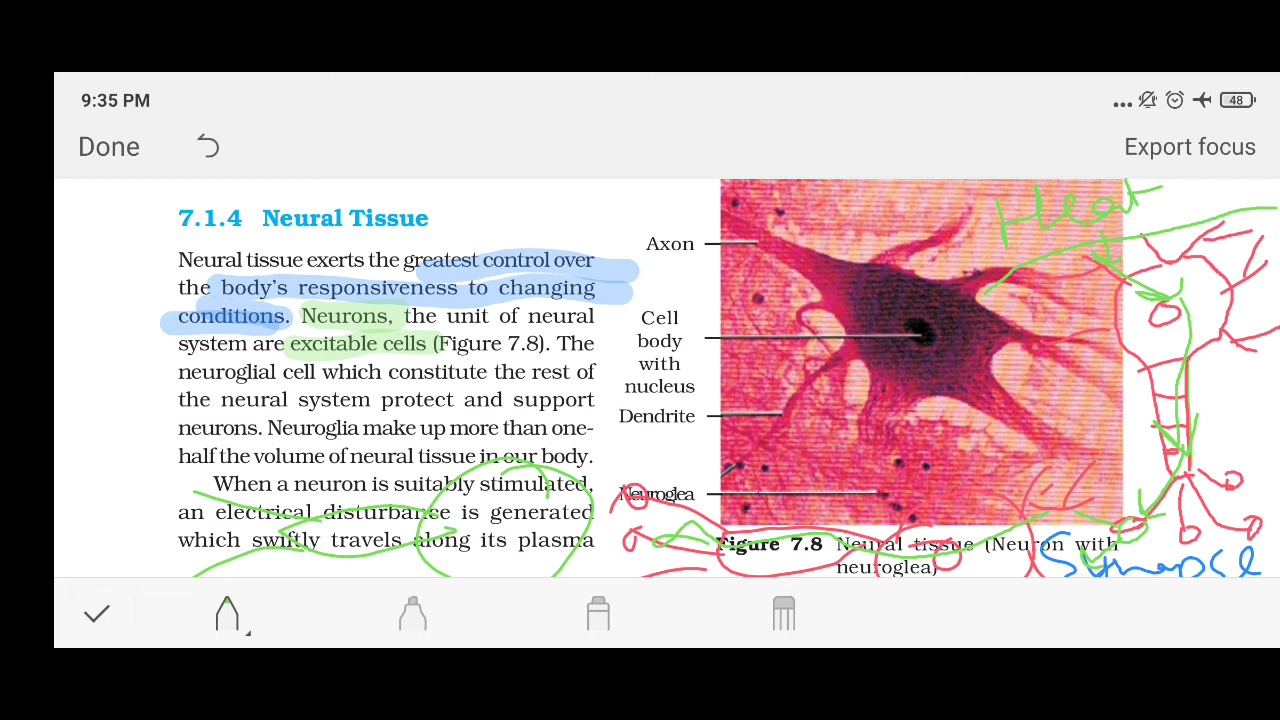 9:35 PM
48
Done
Export focus
7.1.4 Neural Tissue
Neural tissue exerts the greatest control over
the body's responsiveness to changing
conditions. Neurons, the unit of neural
system are excitable cells (Figure 7.8). The
neuroglial cell which constitute the rest of
the neural system protect and support
neurons. Neuroglia make up more than one-
half the volume of neural tissue in our body.
When a neuron is suitably stimulated,
an electrical disturbance is generated
which swiftly travels along its plasma
Axon
Cell
body
with
nucleus
Dendrite
Neuroglea
Heat
Figure 7.8 Neural tissue (Neuron with
neuroglea)
Synapse